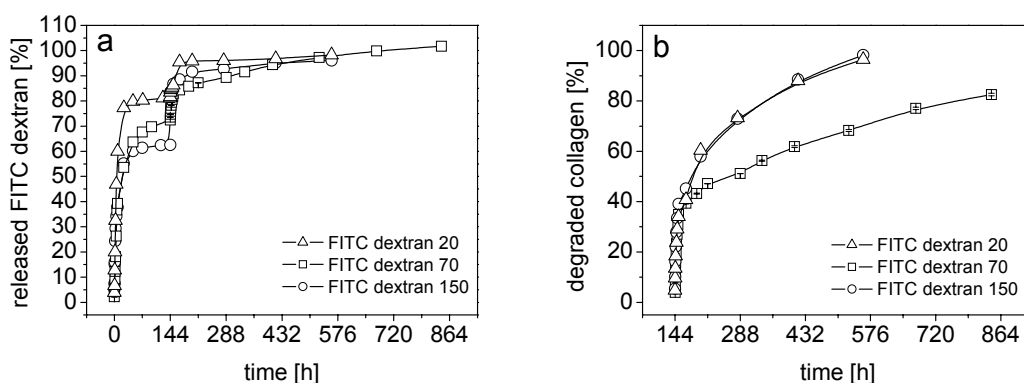 a
released FITC dextran [%]
110
100
90
80
70
60
50
40
30
20
10
0
FITC dextran 20
FITC dextran 70
FITC dextran 150
0 144 288 432 576 720 864
time [h]
b
degraded collagen [%]
100
80
60
40
20
0
FITC dextran 20
FITC dextran 70
FITC dextran 150
144 288 432 576 720 864
time [h]